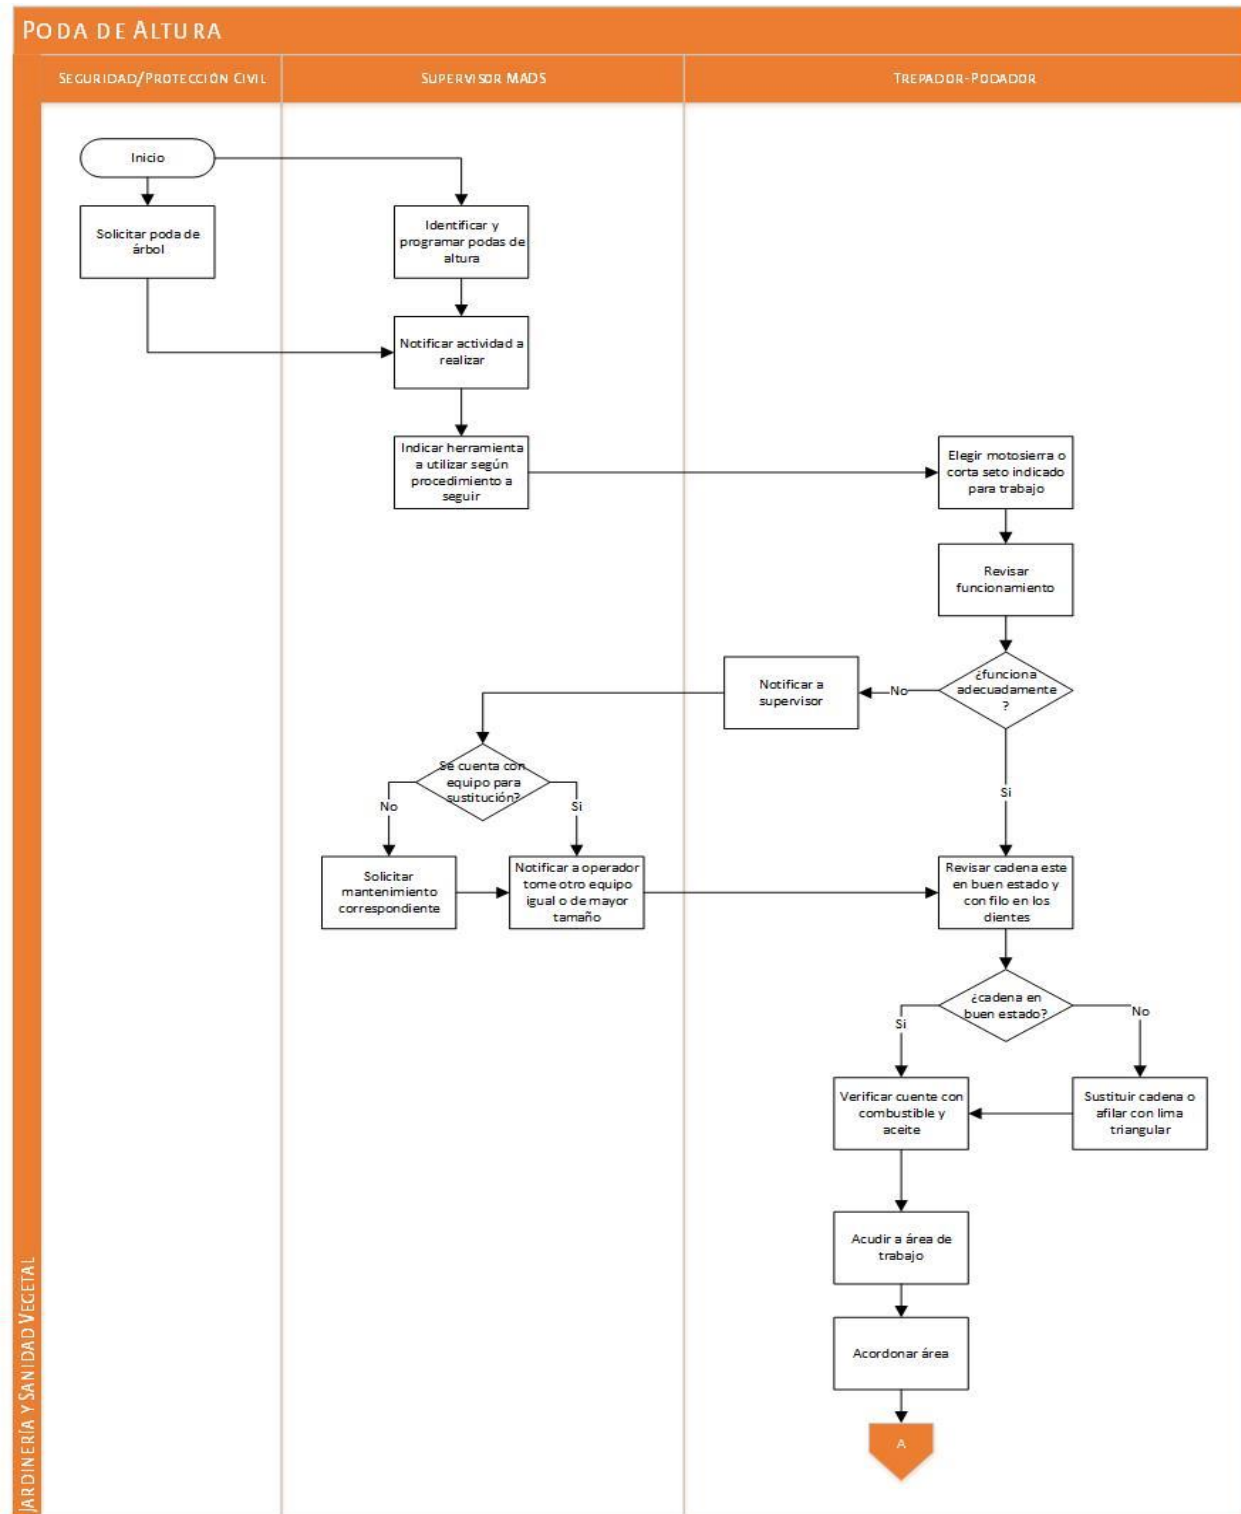 PODA DE ALTURA
SEGURIDAD/PROTECCIÓN CIVIL
SUPERVISOR MADS
TREPADOR-PODADOR
Inicio
Solicitar poda de
árbol
Identificar y
programar podas de
altura
Notificar actividad a
realizar
Indicar herramienta
a utilizar según
procedimiento a
seguir
Elegir motosierra o
corta seto indicado
para trabajo
Revisar
funcionamiento
¿funciona
adecuadamente
?
No
Notificar a
supervisor
Se cuenta con
equipo para
sustitución?
No
Si
Si
Solicitar
mantenimiento
correspondiente
Notificar a operador
tome otro equipo
igual o de mayor
tamaño
Revisar cadena este
en buen estado y
con filo en los
dientes
¿cadena en
buen estado?
Si
No
Verificar cuente con
combustible y
aceite
Sustituir cadena o
afilar con lima
triangular
Acudir a área de
trabajo
Acordonar área
A
JARDINERÍA Y SANIDAD VEGETAL